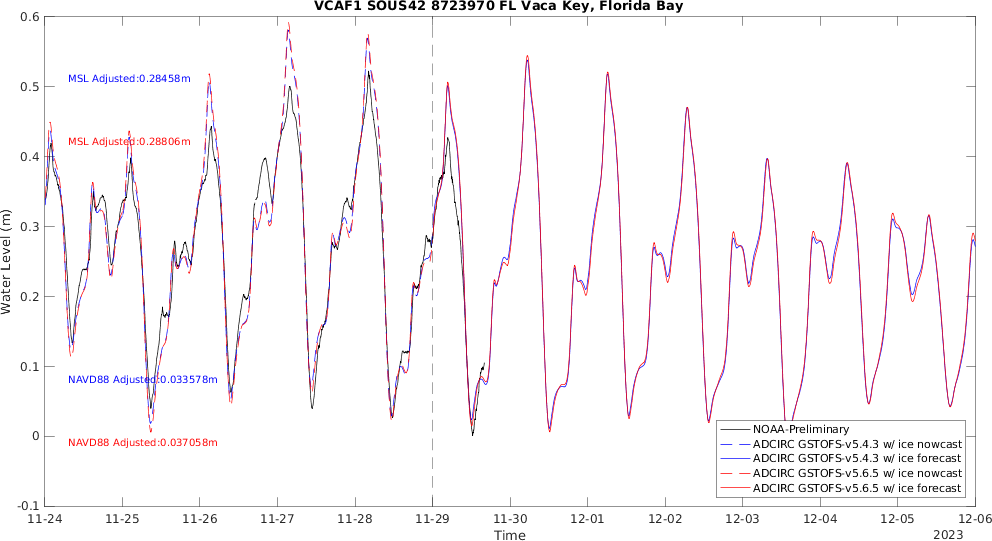 VCAF1 SOUS42 8723970 FL Vaca Key, Florida Bay
0.6
0.5
0.4
0.3
0.2
0.1
0
-0.1
Water Level (m)
MSL Adjusted:0.28458m
MSL Adjusted:0.28806m
NAVD88 Adjusted:0.033578m
NAVD88 Adjusted:0.037058m
NOAA-Preliminary
ADCIRC GSTOFS-v5.4.3 w/ ice nowcast
ADCIRC GSTOFS-v5.4.3 w/ ice forecast
ADCIRC GSTOFS-v5.6.5 w/ ice nowcast
ADCIRC GSTOFS-v5.6.5 w/ ice forecast
11-24 11-25 11-26 11-27 11-28 11-29 11-30 12-01 12-02 12-03 12-04 12-05 12-06
Time
2023